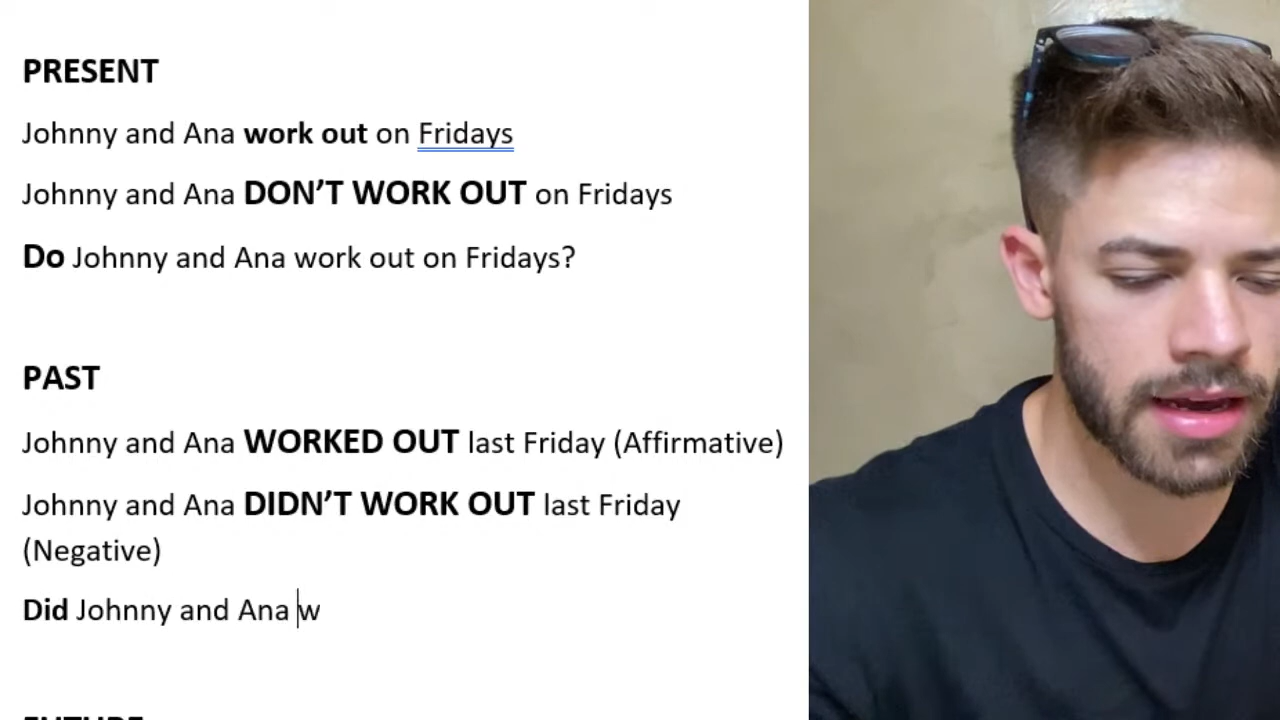 PRESENT
Johnny and Ana work out on Fridays
Johnny and Ana DON’T WORK OUT on Fridays
Do Johnny and Ana work out on Fridays?
PAST
Johnny and Ana WORKED OUT last Friday (Affirmative)
Johnny and Ana DIDN’T WORK OUT last Friday
(Negative)
Did Johnny and Ana w
FUTURE